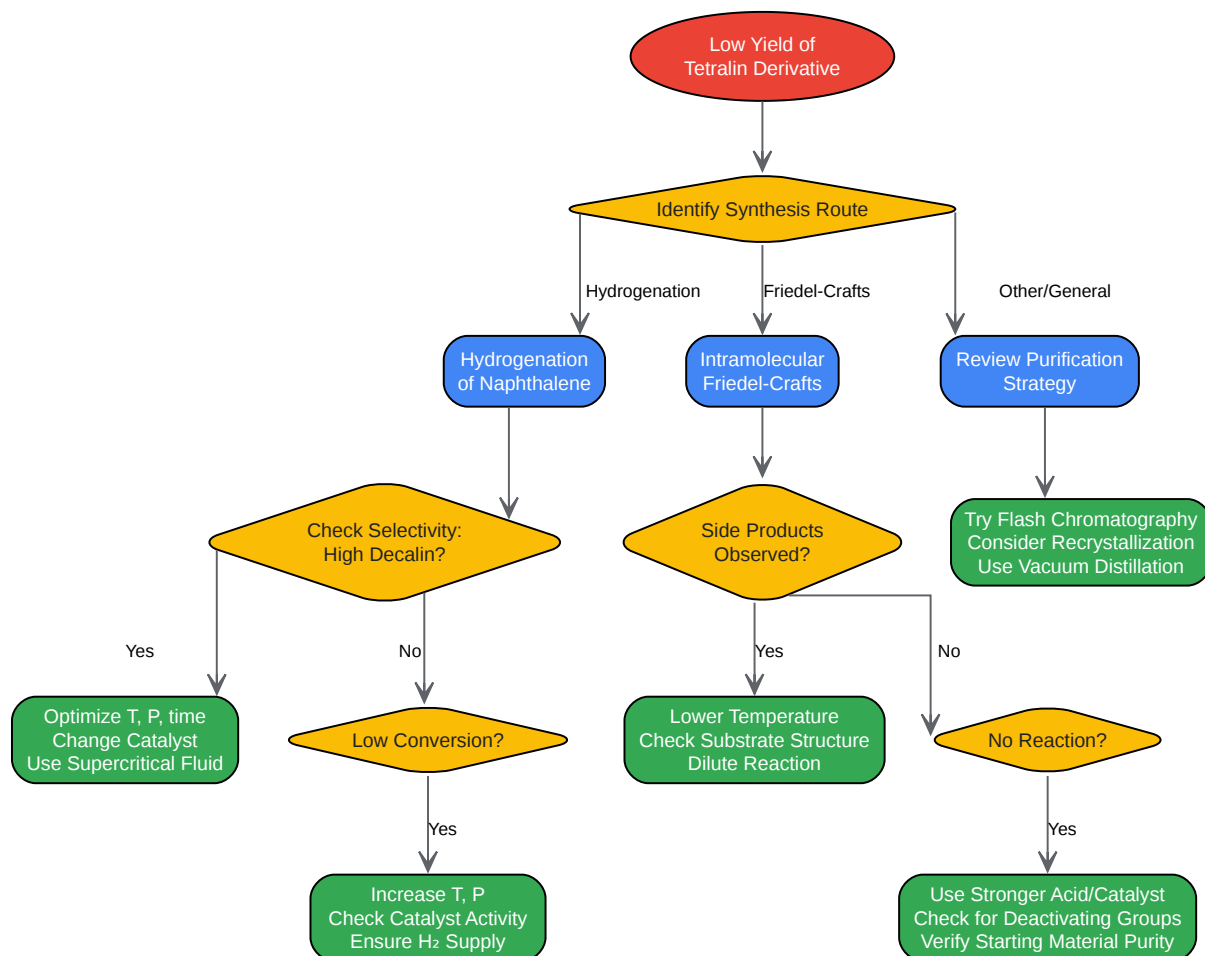 Low Yield of
Tetralin Derivative
Identify Synthesis Route
Hydrogenation
Friedel-Crafts
Other/General
Hydrogenation
of Naphthalene
Intramolecular
Friedel-Crafts
Review Purification
Strategy
Check Selectivity:
High Decalin?
Side Products
Observed?
Try Flash Chromatography
Consider Recrystallization
Use Vacuum Distillation
Yes
No
Yes
No
Optimize T, P, time
Change Catalyst
Use Supercritical Fluid
Low Conversion?
Lower Temperature
Check Substrate Structure
Dilute Reaction
No Reaction?
Yes
Yes
Increase T, P
Check Catalyst Activity
Ensure H₂ Supply
Use Stronger Acid/Catalyst
Check for Deactivating Groups
Verify Starting Material Purity